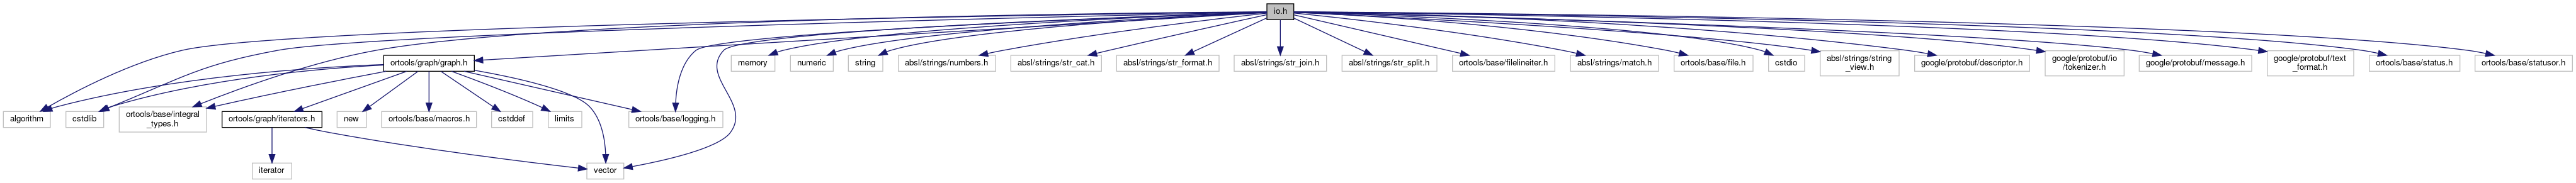 io.h
ortools/graph/graph.h
memory
numeric
string
absl/strings/numbers.h
absl/strings/str_cat.h
absl/strings/str_format.h
absl/strings/str_join.h
absl/strings/str_split.h
ortools/base/filelineiter.h
absl/strings/match.h
ortools/base/file.h
cstdio
absl/strings/string
_view.h
google/protobuf/descriptor.h
google/protobuf/io
/tokenizer.h
google/protobuf/message.h
google/protobuf/text
_format.h
ortools/base/status.h
ortools/base/statusor.h
algorithm
cstdlib
ortools/base/integral
_types.h
ortools/graph/iterators.h
new
ortools/base/macros.h
cstddef
limits
ortools/base/logging.h
iterator
vector